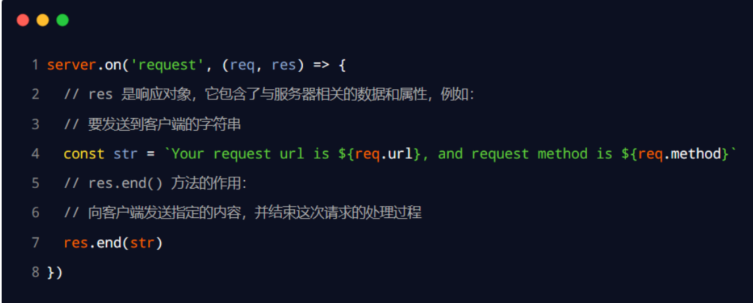 1 server.on('request', (req, res) => {
2 // res 是响应对象，它包含了与服务器相关的数据和属性，例如：
3 // 要发送到客户端的字符串
4 const str = `Your request url is ${req.url}, and request method is ${req.method}`
5 // res.end() 方法的作用：
6 // 向客户端发送指定的内容，并结束这次请求的处理过程
7 res.end(str)
8 })